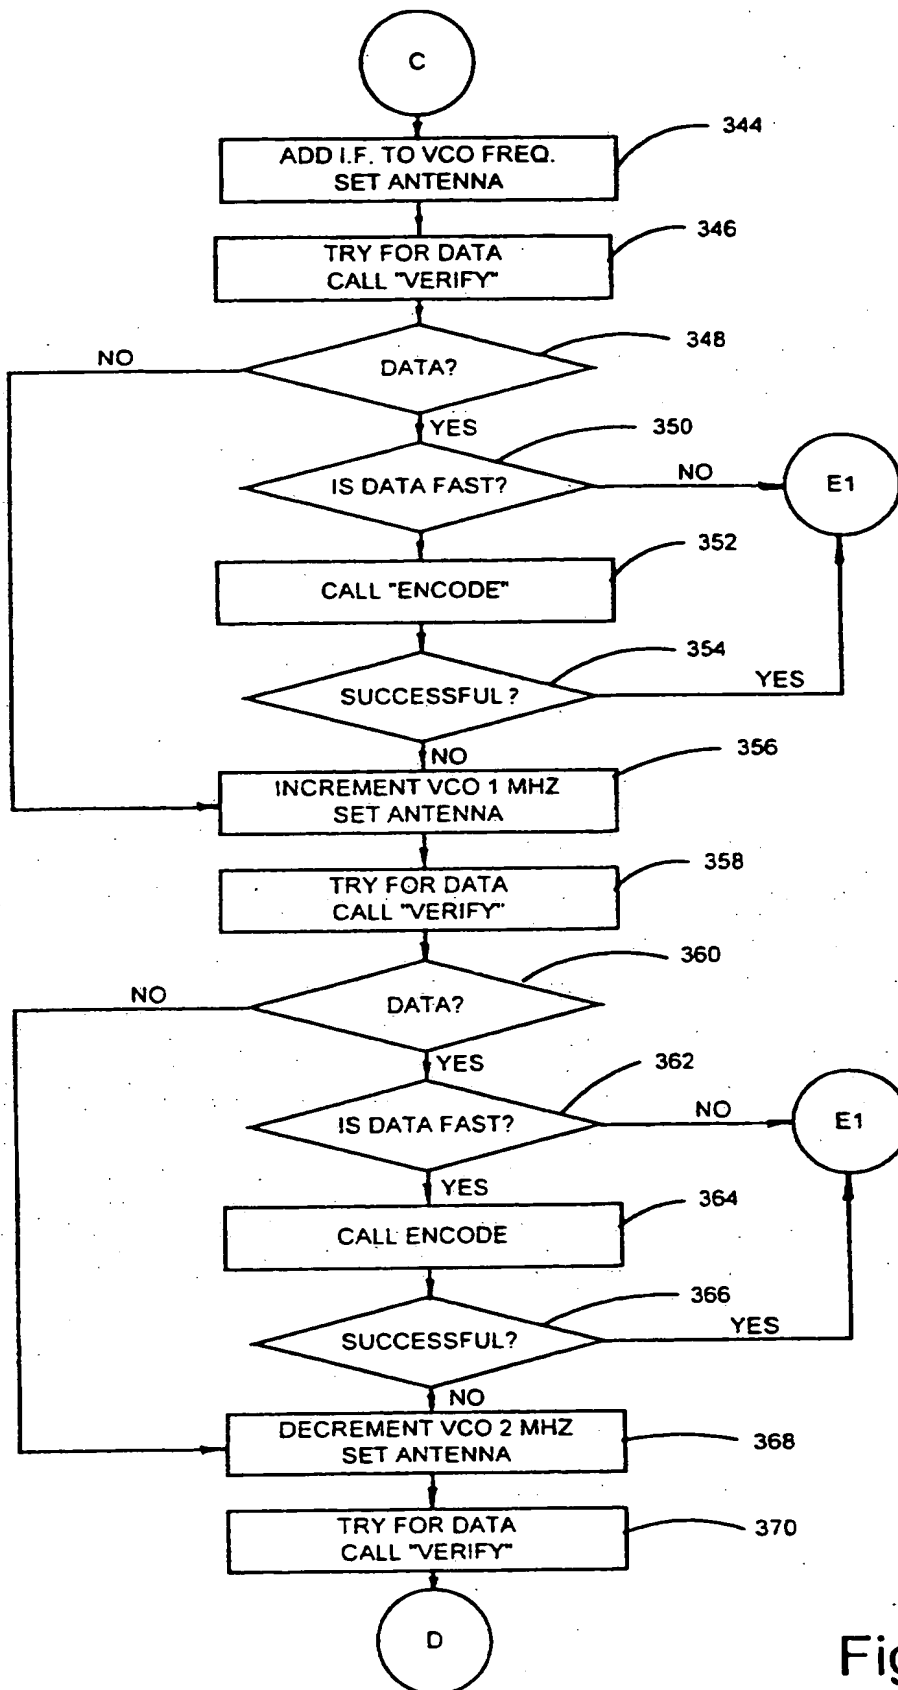 C
344
ADD I.F. TO VCO FREQ.
SET ANTENNA
346
TRY FOR DATA
CALL "VERIFY"
348
NO
DATA?
YES
350
IS DATA FAST?
NO
E1
352
CALL "ENCODE"
354
SUCCESSFUL?
YES
NO
356
INCREMENT VCO 1 MHZ
SET ANTENNA
358
TRY FOR DATA
CALL "VERIFY"
360
NO
DATA?
YES
362
IS DATA FAST?
NO
E1
YES
364
CALL ENCODE
366
SUCCESSFUL?
YES
NO
DECREMENT VCO 2 MHZ
SET ANTENNA
368
TRY FOR DATA
CALL "VERIFY"
370
D